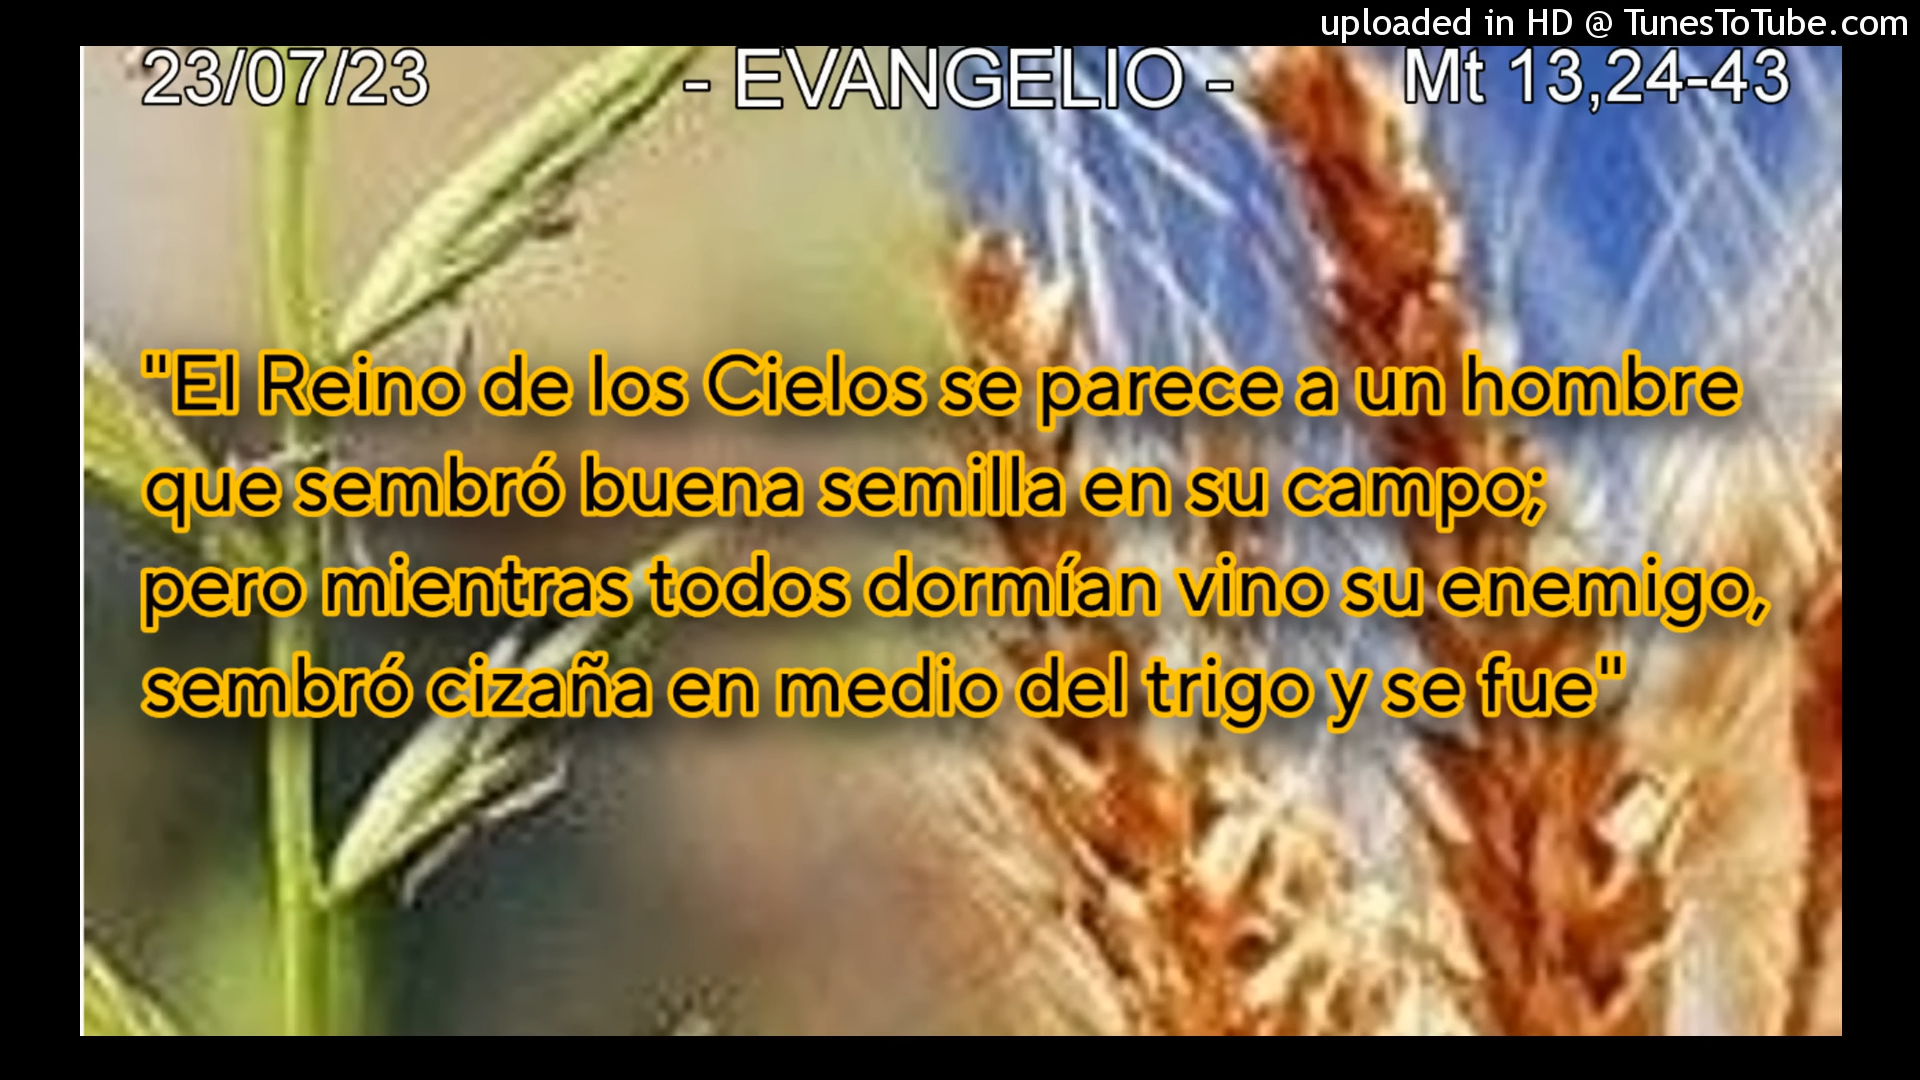 uploaded in HD @ TunesToTube.com
23/07/23 - EVANGELIO - Mt 13,24-43
"El Reino de los Cielos se parece a un hombre
que sembró buena semilla en su campo;
pero mientras todos dormían vino su enemigo,
sembró cizaña en medio del trigo y se fue"